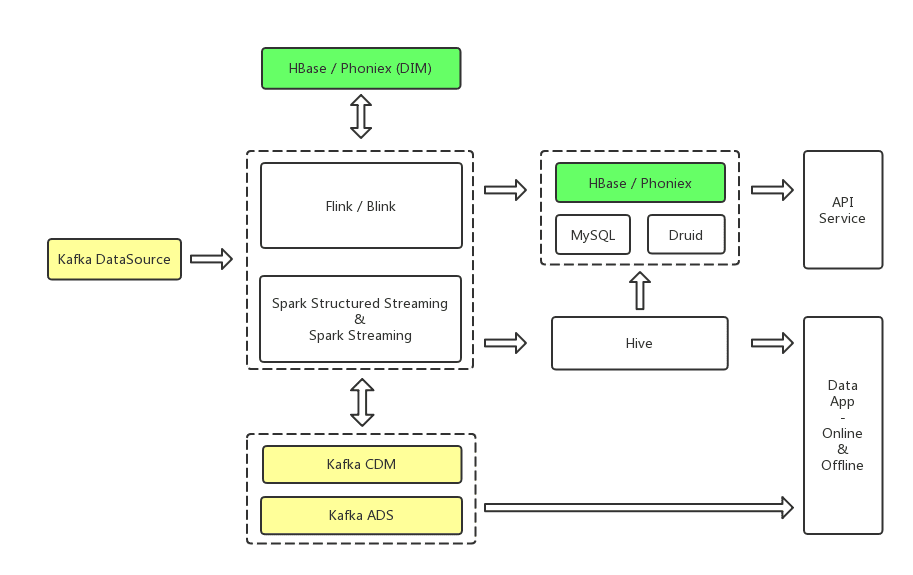 HBase / Phoniex (DIM)
Flink / Blink
HBase / Phoniex
MySQL
Druid
API
Service
Kafka DataSource
Spark Structured Streaming
&
Spark Streaming
Hive
Data
App
-
Online
&
Offline
Kafka CDM
Kafka ADS